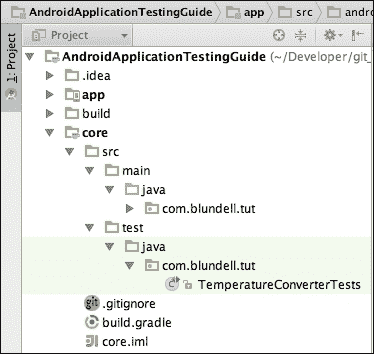 AndroidApplicationTestingGuide app src andro
1: Project
Project
AndroidApplicationTestingGuide (~/Developer/git_
.idea
app
build
core
src
main
java
com.blundell.tut
test
java
com.blundell.tut
TemperatureConverterTests
.gitignore
build.gradle
core.iml